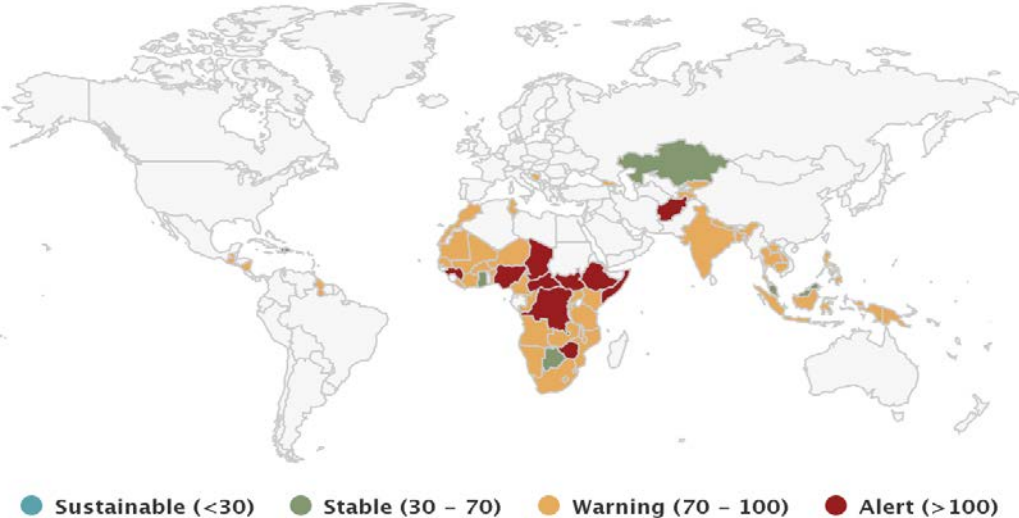 Sustainable (<30) Stable (30 – 70) Warning (70 – 100) Alert (>100)